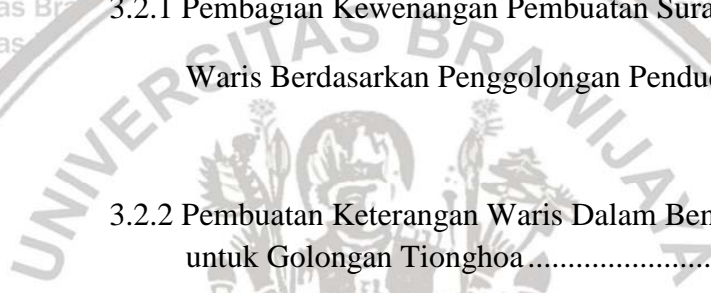 3.2.1 Pembagian Kewenangan Pembuatan Sura
UNIVERSITAS BRAWIJAYA
Waris Berdasarkan Penggolongan Pendu
3.2.2 Pembuatan Keterangan Waris Dalam Ben
untuk Golongan Tionghoa.....................